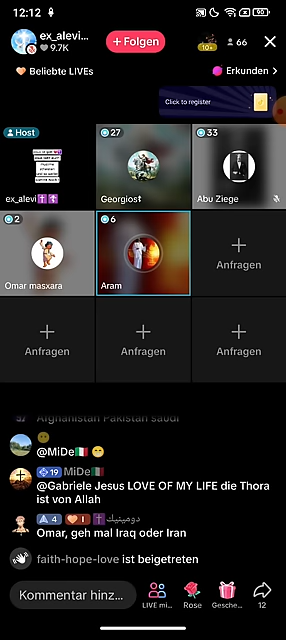 12:12
90
ex_alevi...
9.7K
+ Folgen
10+
66
Beliebte LIVEs
Erkunden >
Click to register
Host
ex_alevi✝️✝️
27
Georgios✝
33
Abu Ziege
2
Omar masxara
6
Aram
Anfragen
Anfragen
Anfragen
Anfragen
Afghanistan Pakistan saudi
@MiDe🇮🇹 😁
19 MiDe🇮🇹
@Gabriele Jesus LOVE OF MY LIFE die Thora
ist von Allah
4 I ✝️دومينيك
Omar, geh mal Iraq oder Iran
faith-hope-love ist beigetreten
Kommentar hinz...
LIVE mi...
Rose
Gesche...
12